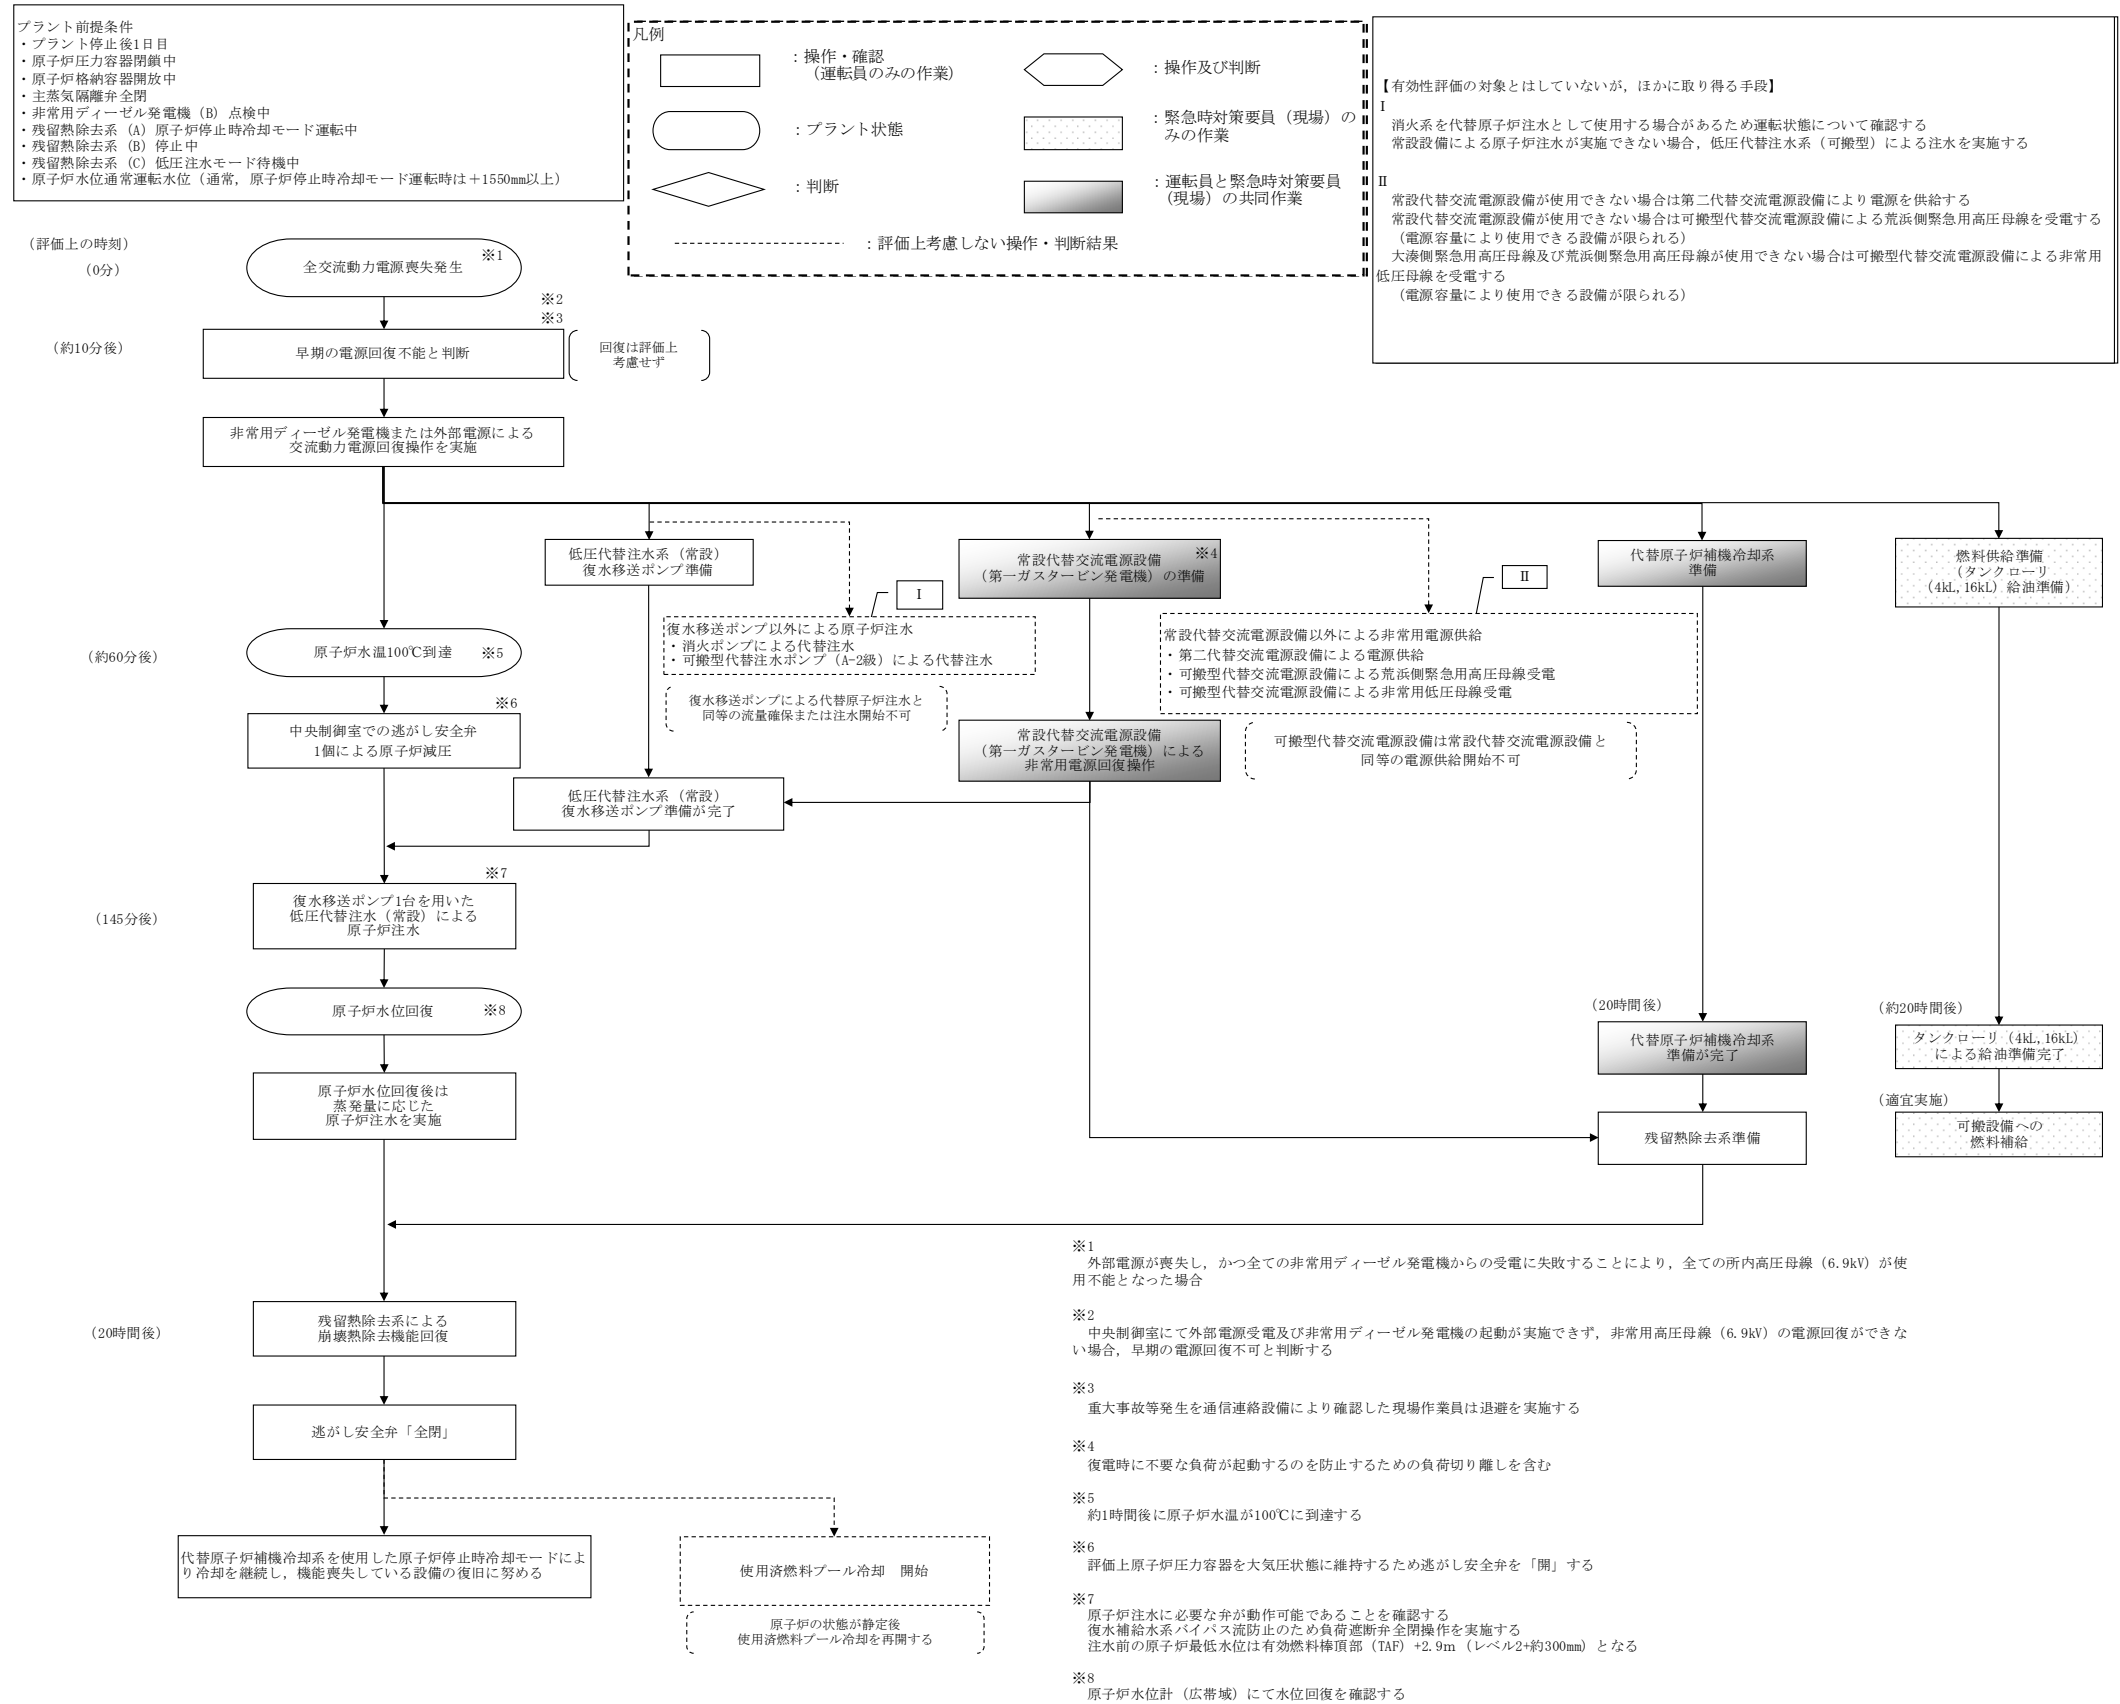 プラント前提条件
・プラント停止後1日目
・原子炉圧力容器閉鎖中
・原子炉格納容器開放中
・主蒸気隔離弁全閉
・非常用ディーゼル発電機（B）点検中
・残留熱除去系（A）原子炉停止時冷却モード運転中
・残留熱除去系（B）停止中
・残留熱除去系（C）低圧注水モード待機中
・原子炉水位通常運転水位（通常，原子炉停止時冷却モード運転時は＋1550mm以上）
凡例
：操作・確認
（運転員のみの作業）
：プラント状態
：判断
：操作及び判断
：緊急時対策要員（現場）の
みの作業
：運転員と緊急時対策要員
（現場）の共同作業
：評価上考慮しない操作・判断結果
【有効性評価の対象とはしていないが，ほかに取り得る手段】
Ⅰ
消火系を代替原子炉注水として使用する場合があるため運転状態について確認する
常設設備による原子炉注水が実施できない場合，低圧代替注水系（可搬型）による注水を実施する
Ⅱ
常設代替交流電源設備が使用できない場合は第二代替交流電源設備により電源を供給する
常設代替交流電源設備が使用できない場合は可搬型代替交流電源設備による荒浜側緊急用高圧母線を受電する
（電源容量により使用できる設備が限られる）
大湊側緊急用高圧母線及び荒浜側緊急用高圧母線が使用できない場合は可搬型代替交流電源設備による非常用
低圧母線を受電する
（電源容量により使用できる設備が限られる）
（評価上の時刻）
（0分）
全交流動力電源喪失発生
※1
※2
※3
（約10分後）
早期の電源回復不能と判断
回復は評価上
考慮せず
非常用ディーゼル発電機または外部電源による
交流動力電源回復操作を実施
低圧代替注水系（常設）
復水移送ポンプ準備
常設代替交流電源設備
（第一ガスタービン発電機）の準備
※4
代替原子炉補機冷却系
準備
燃料供給準備
（タンクローリ
（4kL,16kL）給油準備）
Ⅰ
Ⅱ
復水移送ポンプ以外による原子炉注水
・消火ポンプによる代替注水
・可搬型代替注水ポンプ（A-2級）による代替注水
復水移送ポンプによる代替原子炉注水と
同等の流量確保または注水開始不可
常設代替交流電源設備以外による非常用電源供給
・第二代替交流電源設備による電源供給
・可搬型代替交流電源設備による荒浜側緊急用高圧母線受電
・可搬型代替交流電源設備による非常用低圧母線受電
可搬型代替交流電源設備は常設代替交流電源設備と
同等の電源供給開始不可
（約60分後）
原子炉水温100℃到達
※5
※6
中央制御室での逃がし安全弁
1個による原子炉減圧
常設代替交流電源設備
（第一ガスタービン発電機）による
非常用電源回復操作
低圧代替注水系（常設）
復水移送ポンプ準備が完了
※7
（145分後）
復水移送ポンプ1台を用いた
低圧代替注水（常設）による
原子炉注水
原子炉水位回復
※8
（20時間後）
代替原子炉補機冷却系
準備が完了
（約20時間後）
タンクローリ（4kL,16kL）
による給油準備完了
原子炉水位回復後は
蒸発量に応じた
原子炉注水を実施
（適宜実施）
残留熱除去系準備
可搬設備への
燃料補給
（20時間後）
残留熱除去系による
崩壊熱除去機能回復
逃がし安全弁「全閉」
代替原子炉補機冷却系を使用した原子炉停止時冷却モードによ
り冷却を継続し，機能喪失している設備の復旧に努める
使用済燃料プール冷却　開始
原子炉の状態が静定後
使用済燃料プール冷却を再開する
※1
外部電源が喪失し，かつ全ての非常用ディーゼル発電機からの受電に失敗することにより，全ての所内高圧母線（6.9kV）が使
用不能となった場合
※2
中央制御室にて外部電源受電及び非常用ディーゼル発電機の起動が実施できず，非常用高圧母線（6.9kV）の電源回復ができな
い場合，早期の電源回復不可と判断する
※3
重大事故等発生を通信連絡設備により確認した現場作業員は退避を実施する
※4
復電時に不要な負荷が起動するのを防止するための負荷切り離しを含む
※5
約1時間後に原子炉水温が100℃に到達する
※6
評価上原子炉圧力容器を大気圧状態に維持するため逃がし安全弁を「開」する
※7
原子炉注水に必要な弁が動作可能であることを確認する
復水補給水系バイパス流防止のため負荷遮断弁全閉操作を実施する
注水前の原子炉最低水位は有効燃料棒頂部（TAF）+2.9m（レベル2+約300mm）となる
※8
原子炉水位計（広帯域）にて水位回復を確認する